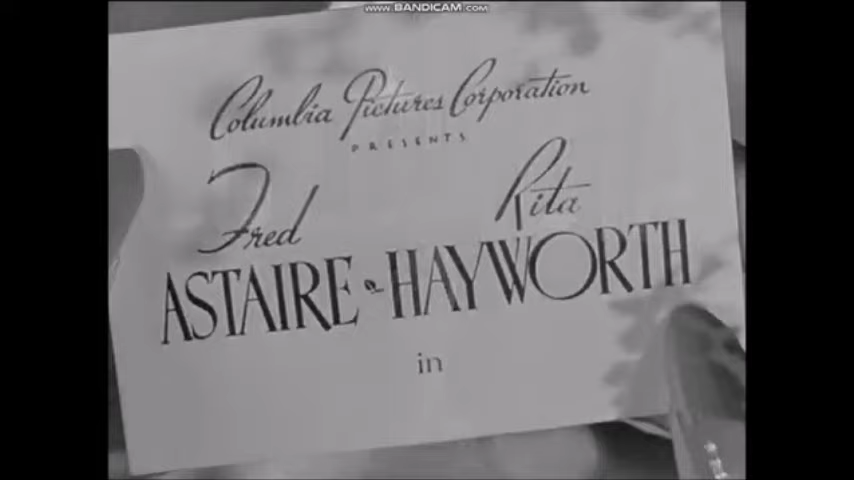 www.BANDICAM.com
Columbia Pictures Corporation
PRESENTS
Fred Rita
ASTAIRE • HAYWORTH
in